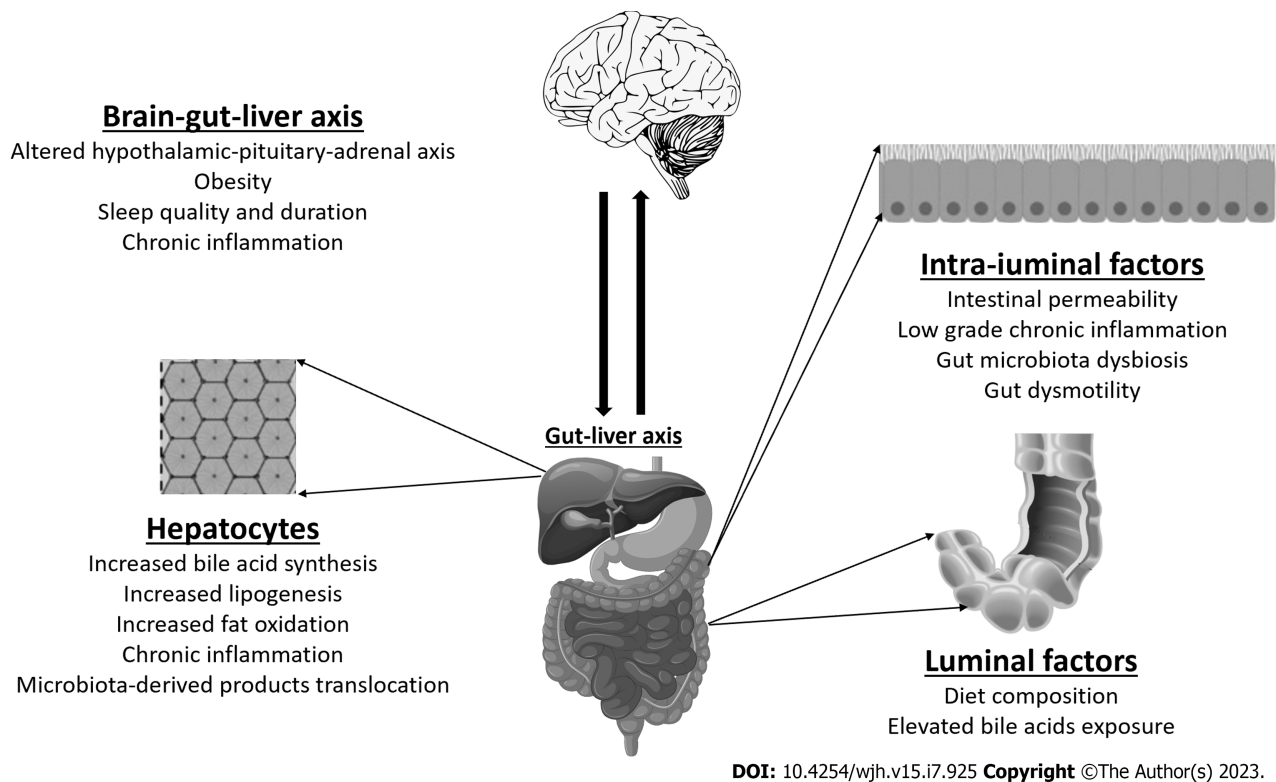 Brain-gut-liver axis
Altered hypothalamic-pituitary-adrenal axis
Obesity
Sleep quality and duration
Chronic inflammation
Intra-iuminal factors
Intestinal permeability
Low grade chronic inflammation
Gut microbiota dysbiosis
Gut dysmotility
Gut-liver axis
Hepatocytes
Increased bile acid synthesis
Increased lipogenesis
Increased fat oxidation
Chronic inflammation
Microbiota-derived products translocation
Luminal factors
Diet composition
Elevated bile acids exposure
DOI: 10.4254/wjh.v15.i7.925 Copyright ©The Author(s) 2023.